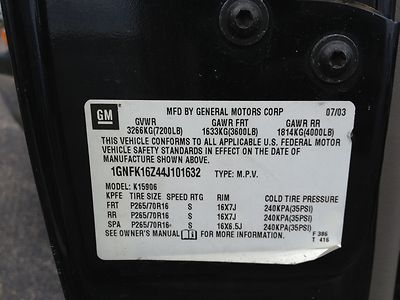 GM
MFD BY GENERAL MOTORS CORP 07/03
GVWR GAWR FRT GAWR RR
3266KG(7200LB) 1633KG(3600LB) 1814KG(4000LB)
THIS VEHICLE CONFORMS TO ALL APPLICABLE U.S. FEDERAL MOTOR
VEHICLE SAFETY STANDARDS IN EFFECT ON THE DATE OF
MANUFACTURE SHOWN ABOVE.
1GNFK16Z44J101632 TYPE: M.P.V.
MODEL: K15906
KPFE TIRE SIZE SPEED RTG RIM COLD TIRE PRESSURE
FRT P265/70R16 S 16X7J 240KPA(35PSI)
RR P265/70R16 S 16X7J 240KPA(35PSI)
SPA P265/70R16 S 16X6.5J 240KPA(35PSI)
SEE OWNER'S MANUAL FOR MORE INFORMATION. F 386
T 416